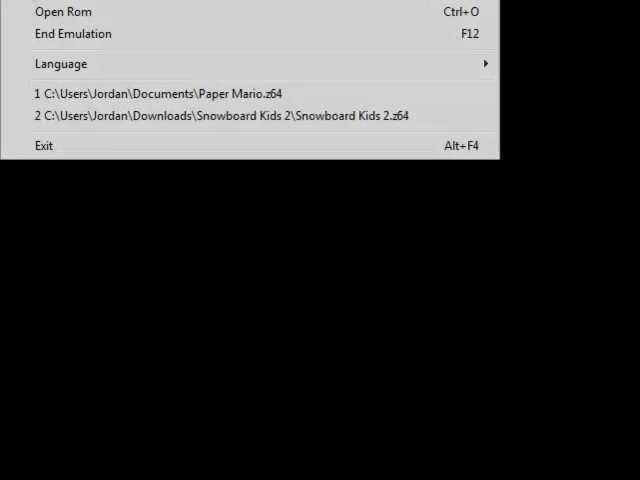 Open Rom Ctrl+O
End Emulation F12
Language
1 C:\Users\Jordan\Documents\Paper Mario.z64
2 C:\Users\Jordan\Downloads\Snowboard Kids 2\Snowboard Kids 2.z64
Exit Alt+F4